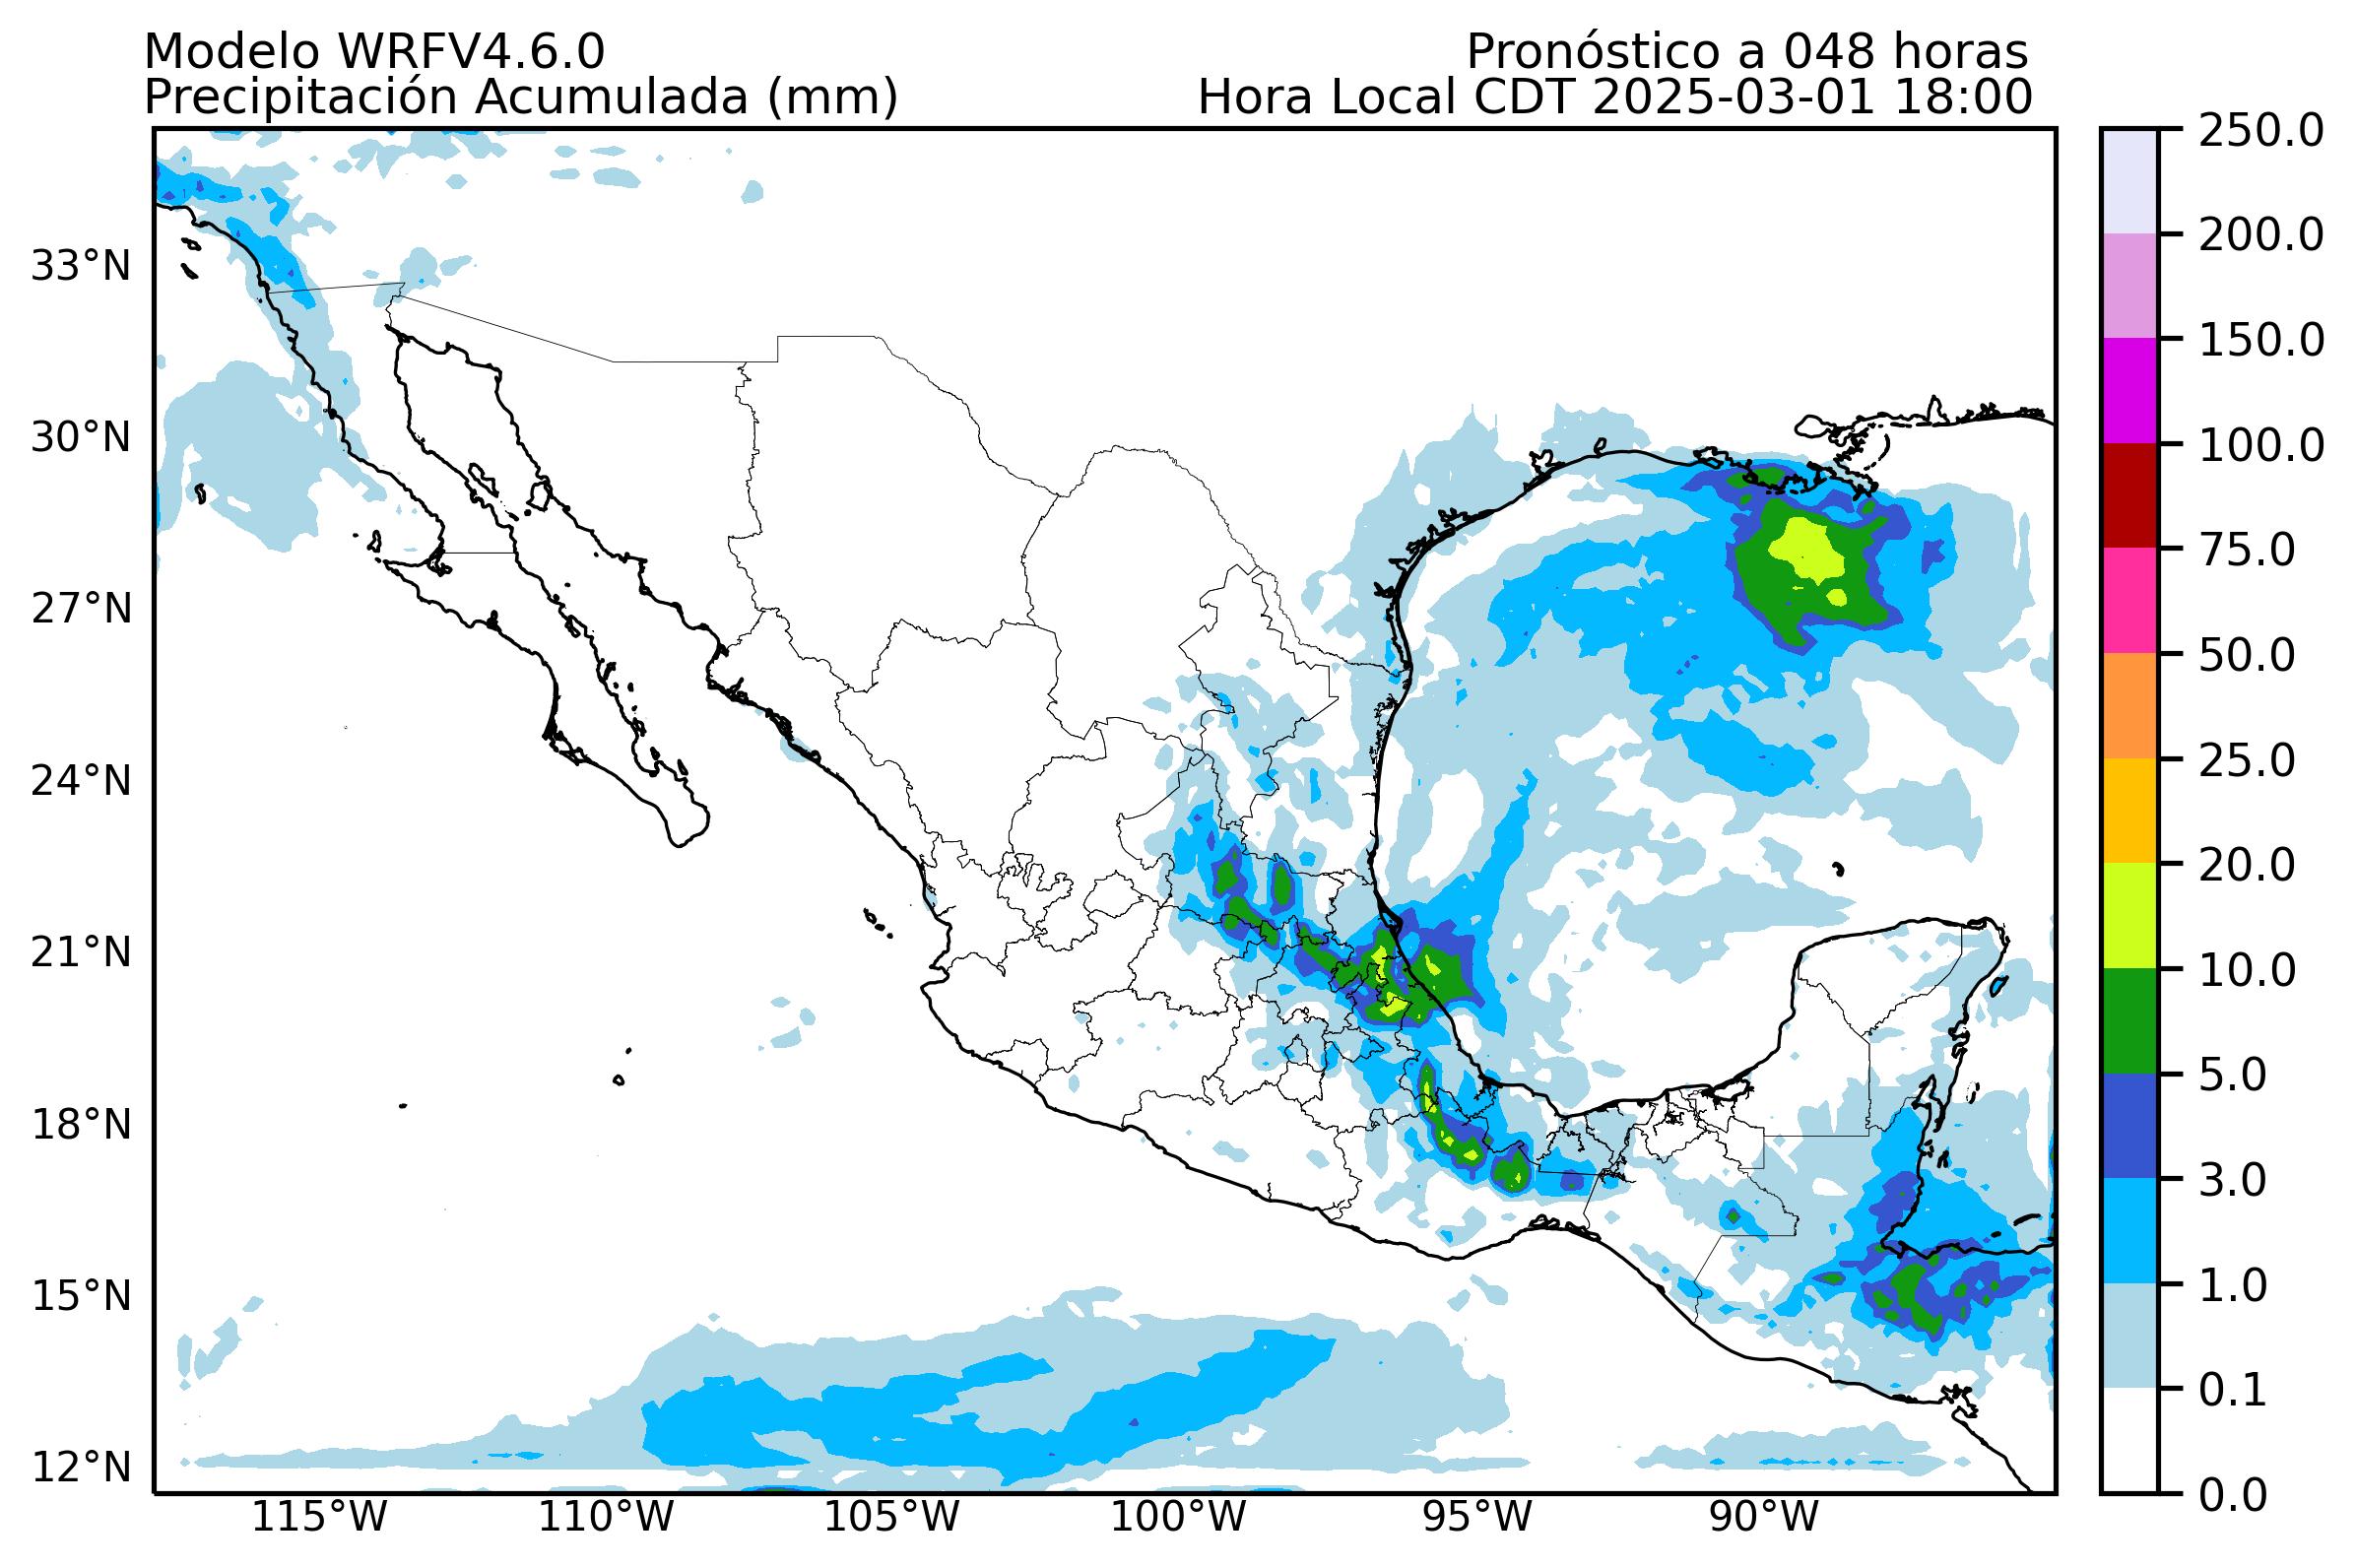 Modelo WRFV4.6.0
Pronóstico a 048 horas
Precipitación Acumulada (mm)
Hora Local CDT 2025-03-01 18:00
250.0
200.0
150.0
100.0
75.0
50.0
25.0
20.0
10.0
5.0
3.0
1.0
0.1
0.0
33°N
30°N
27°N
24°N
21°N
18°N
15°N
12°N
115°W
110°W
105°W
100°W
95°W
90°W